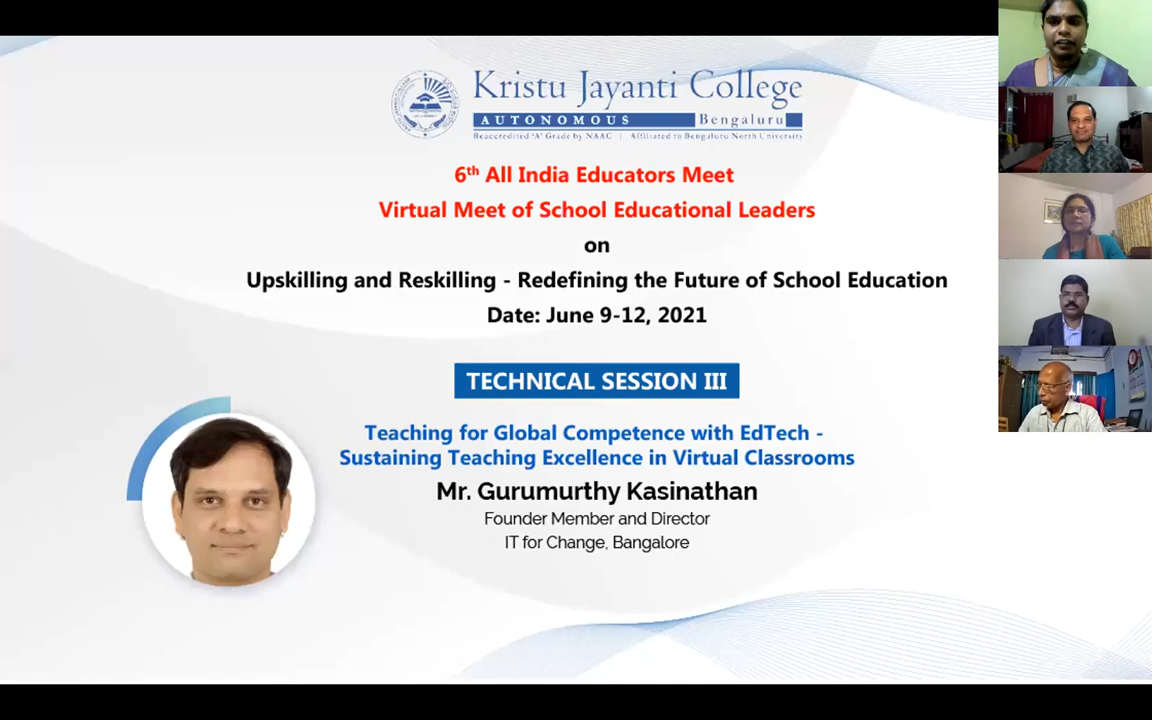 Kristu Jayanti College
AUTONOMOUS Bengaluru
Reaccredited 'A' Grade by NAAC | Affiliated to Bengaluru North University
6th All India Educators Meet
Virtual Meet of School Educational Leaders
on
Upskilling and Reskilling - Redefining the Future of School Education
Date: June 9-12, 2021
TECHNICAL SESSION III
Teaching for Global Competence with EdTech -
Sustaining Teaching Excellence in Virtual Classrooms
Mr. Gurumurthy Kasinathan
Founder Member and Director
IT for Change, Bangalore